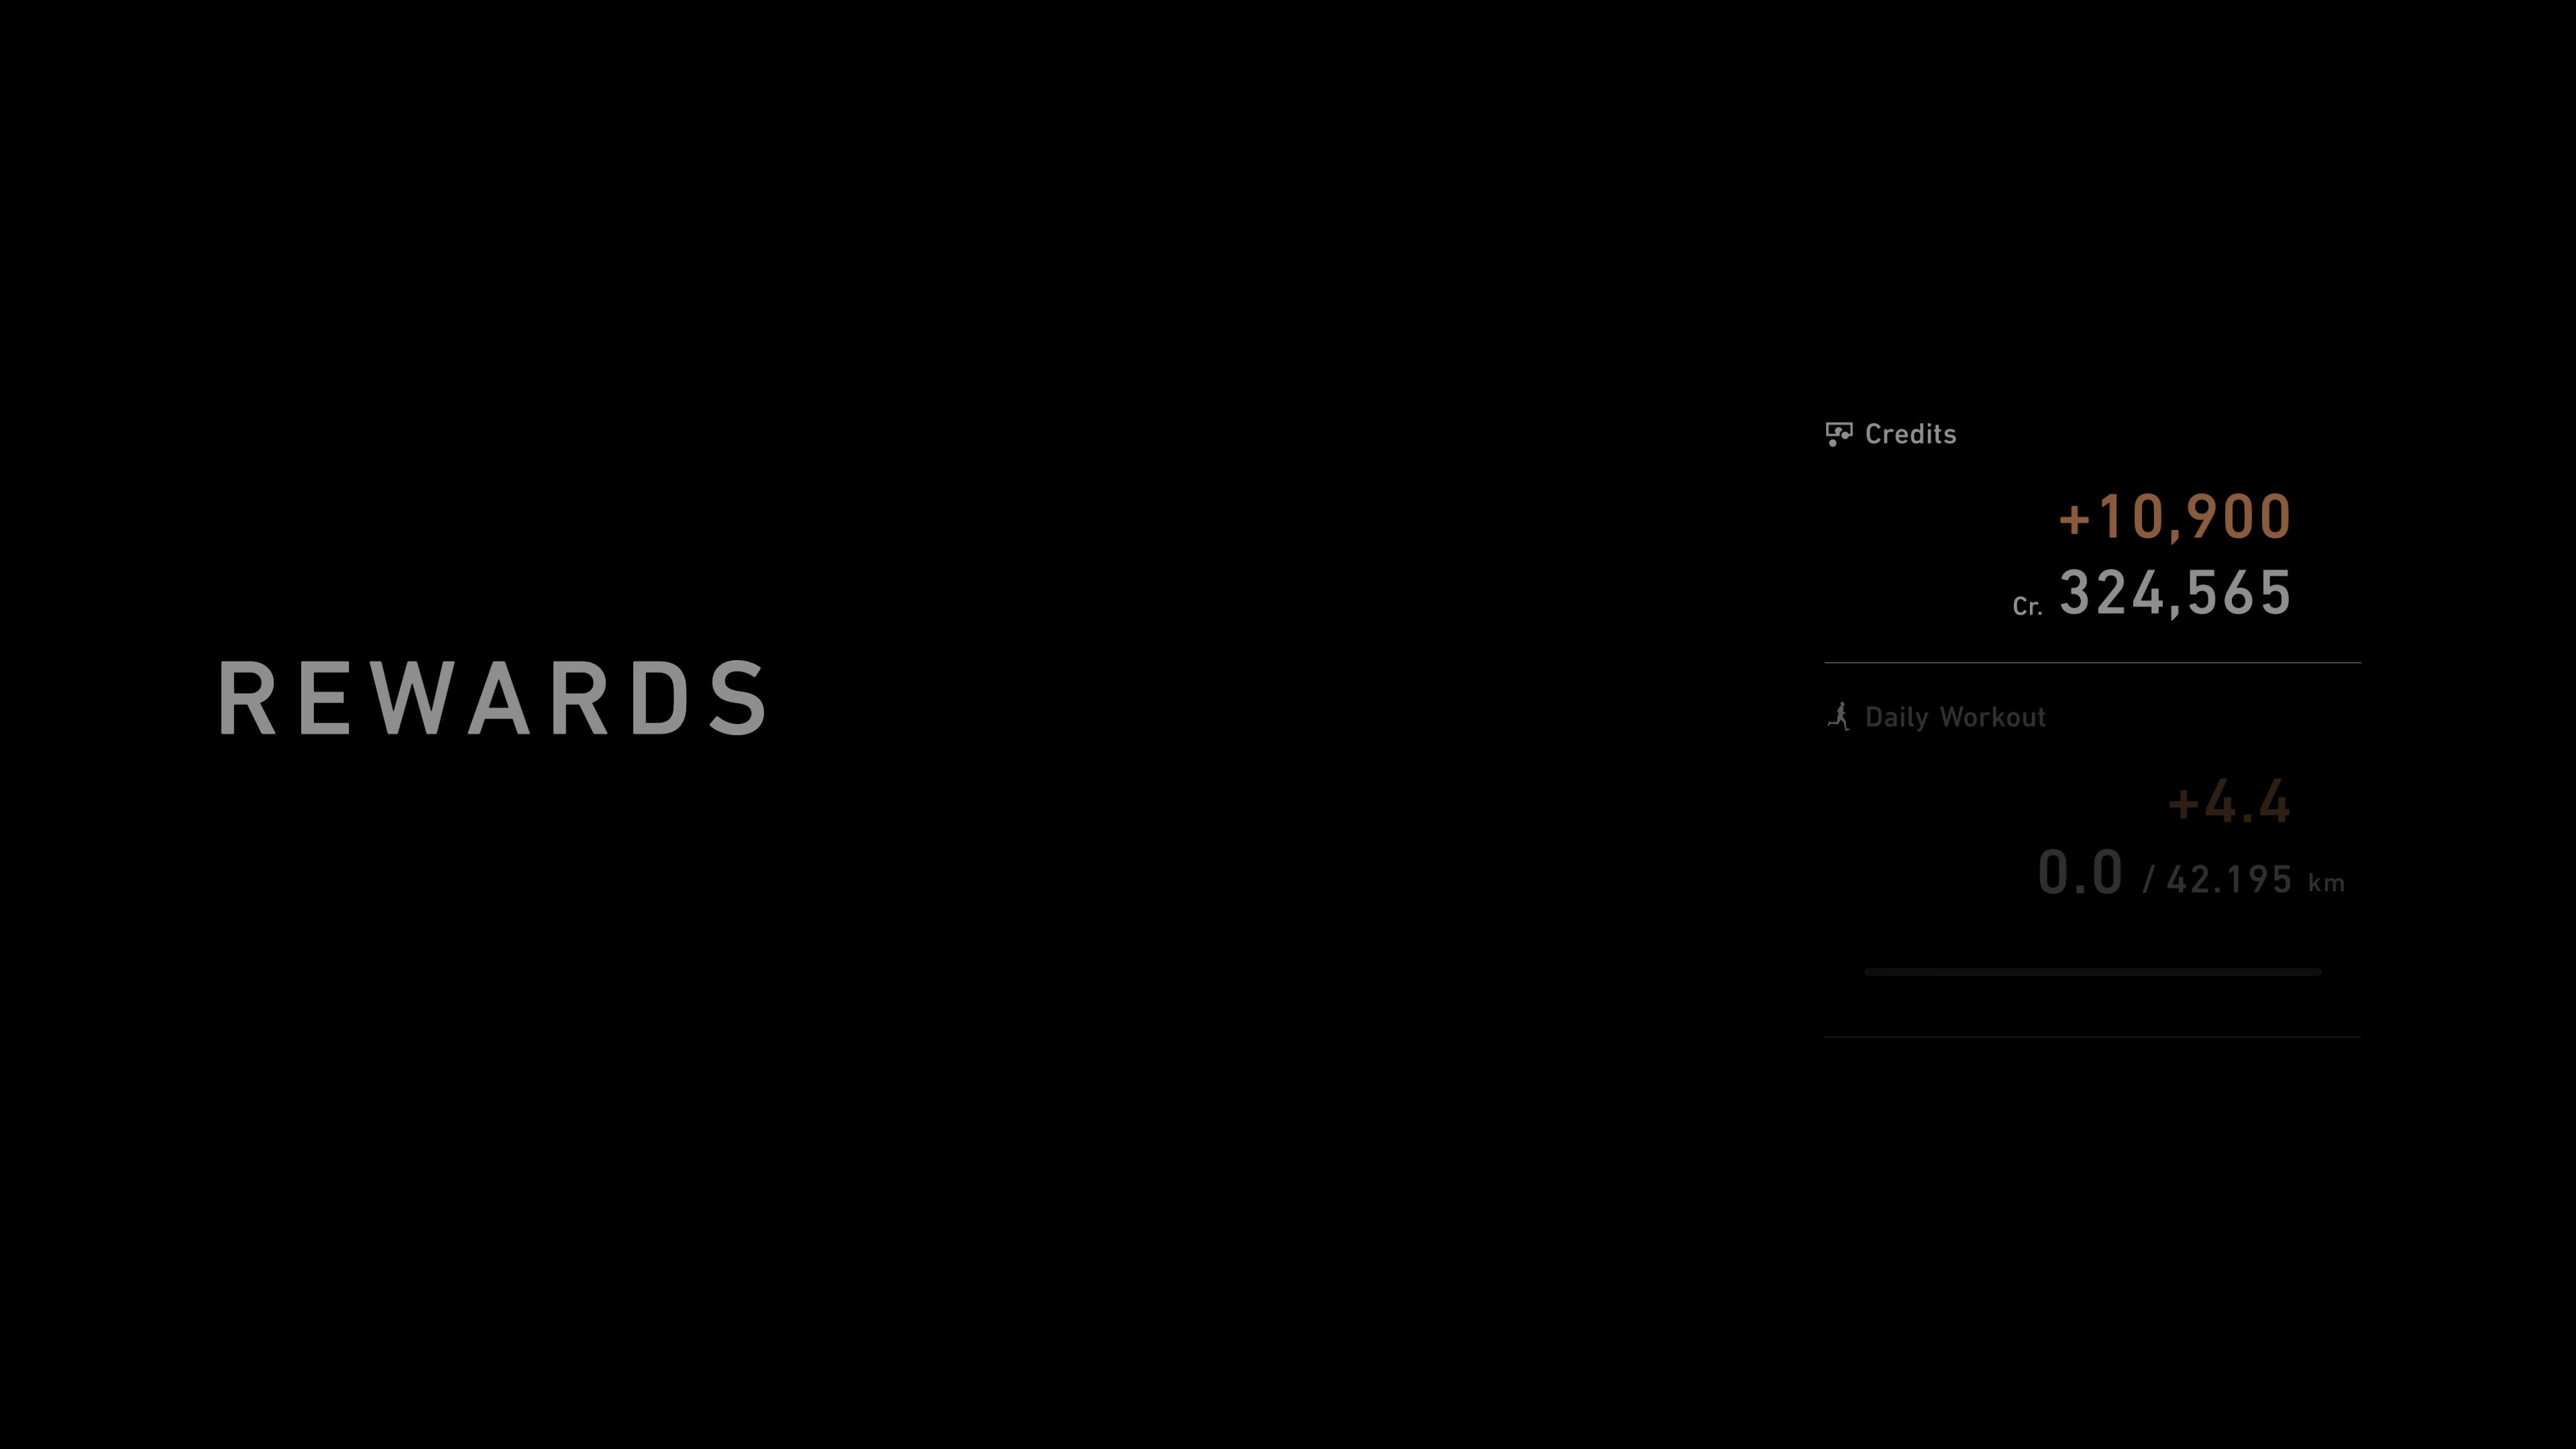 REWARDS
Credits
+10,900
Cr. 324,565
Daily Workout
+4.4
0.0 / 42.195 km